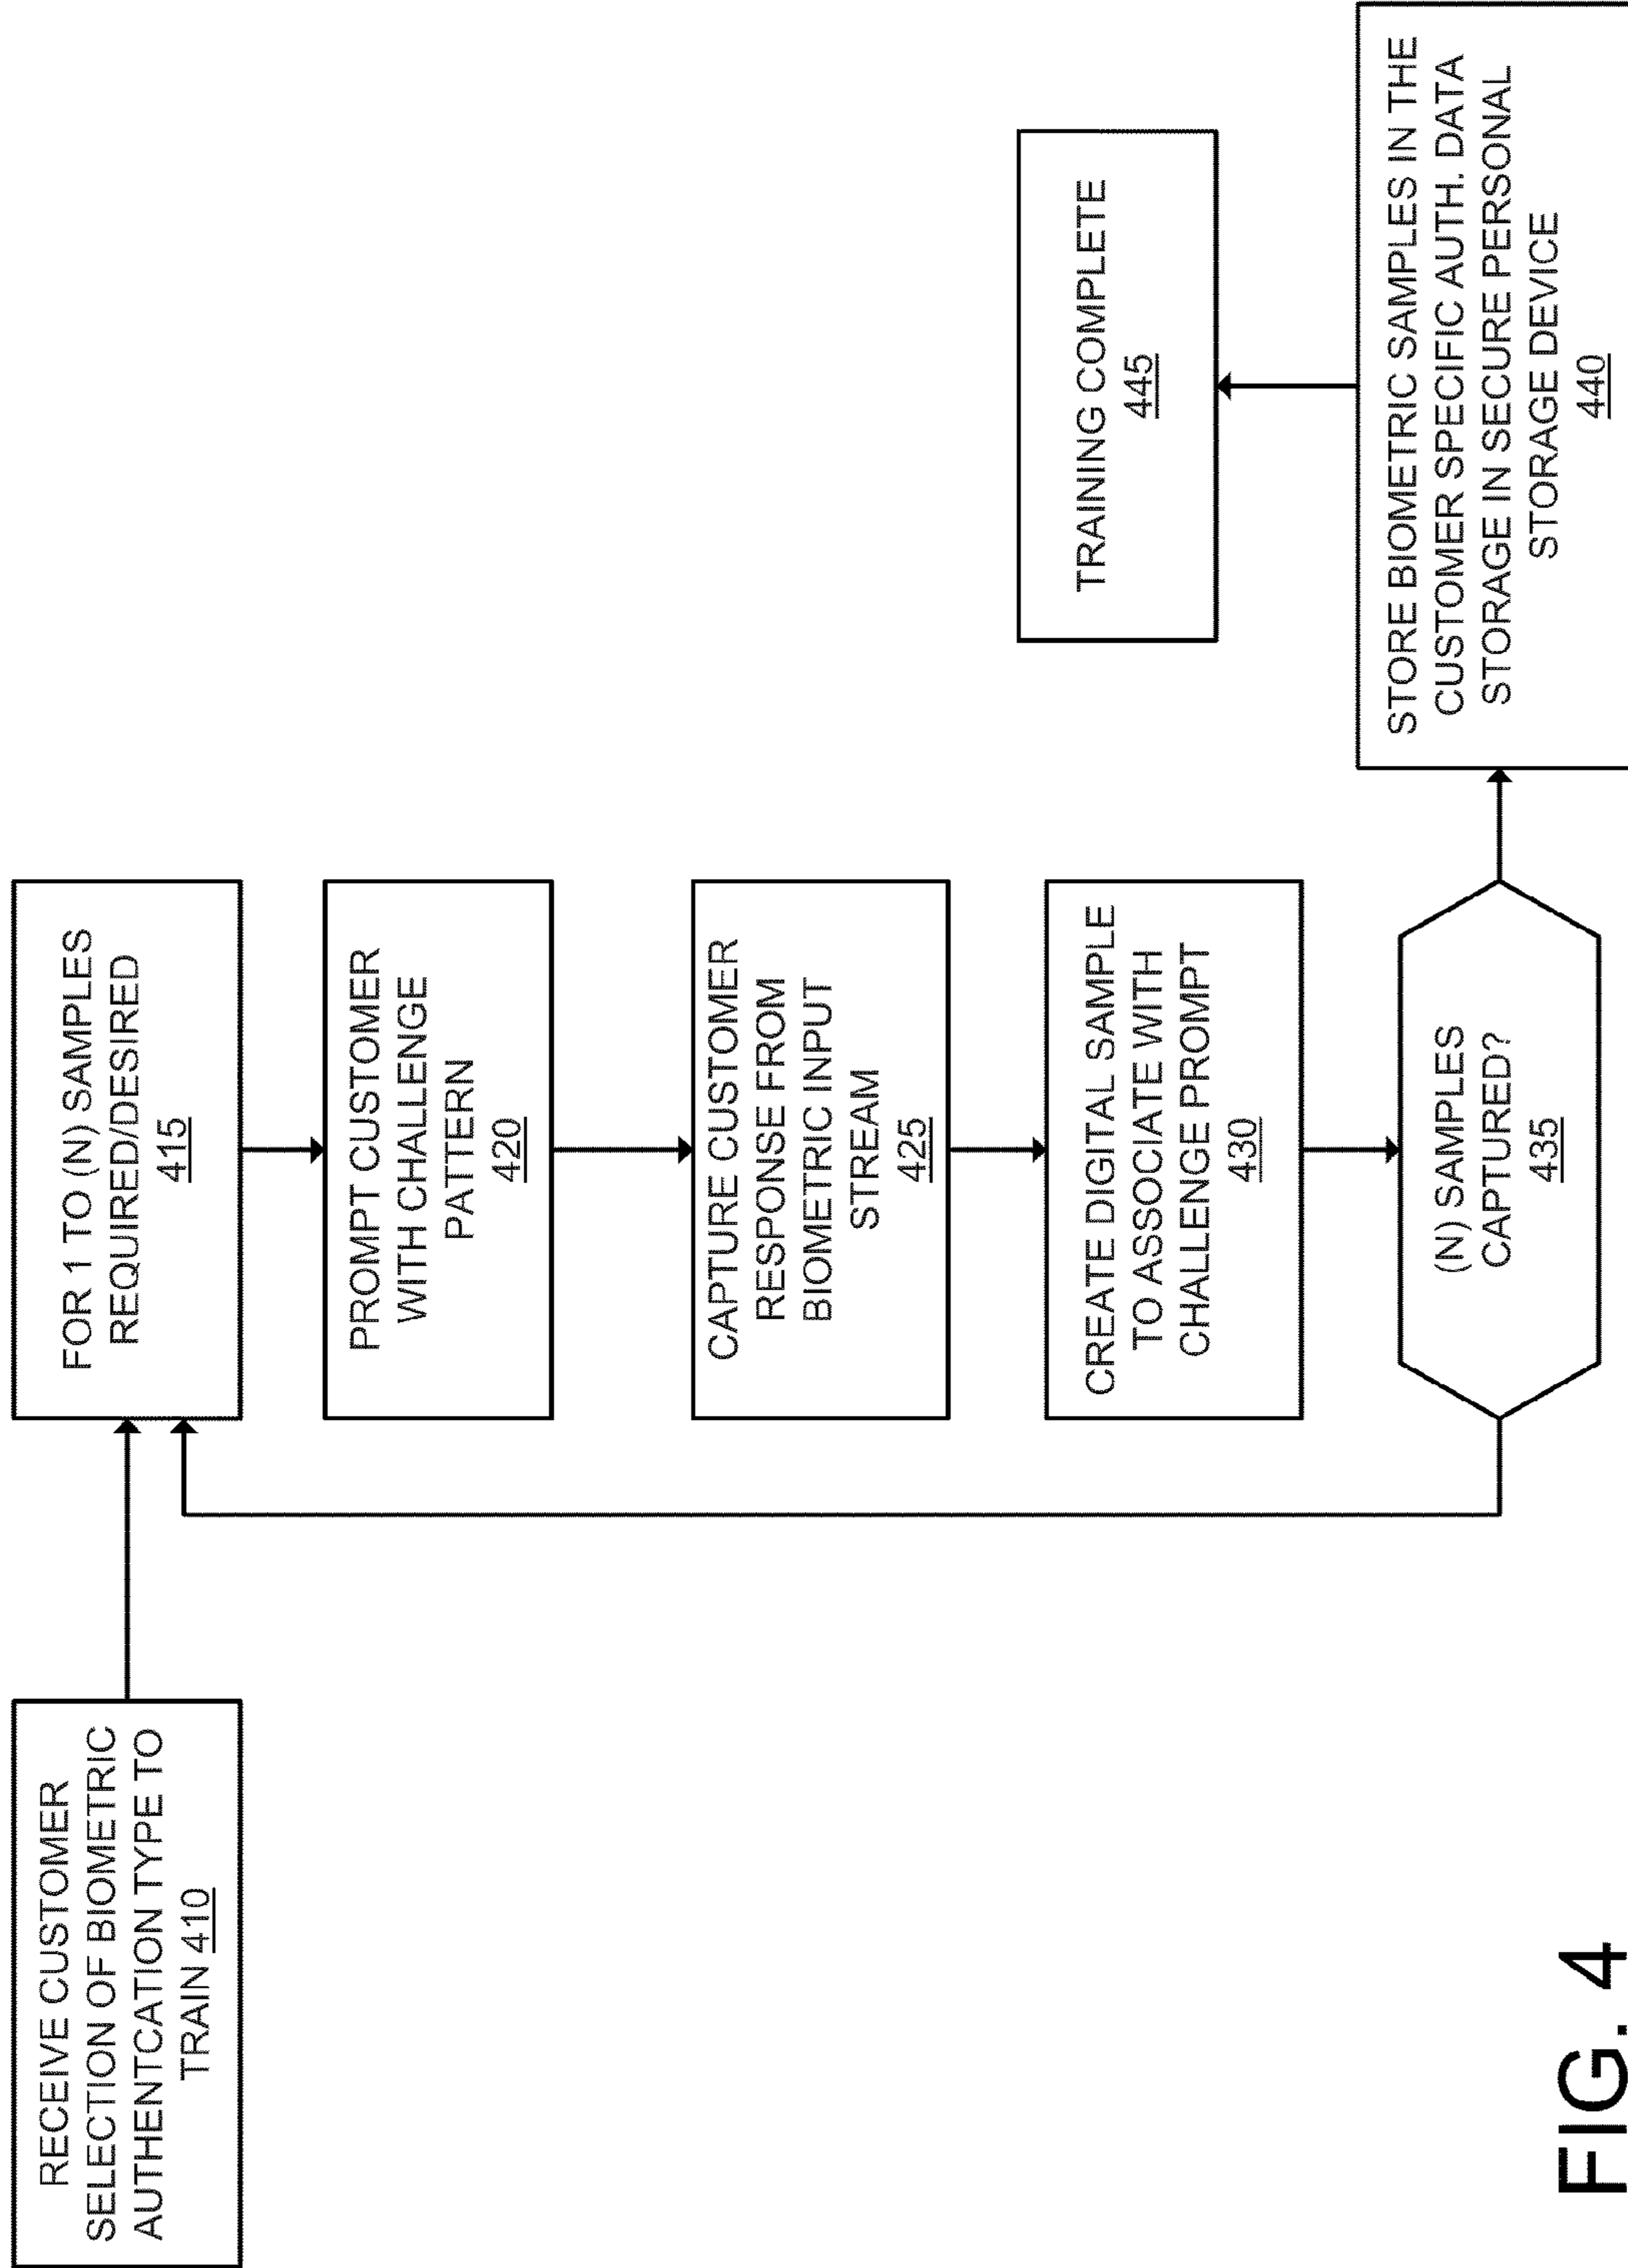 RECEIVE CUSTOMER
SELECTION OF BIOMETRIC
AUTHENTCATION TYPE TO
TRAIN 410
FOR 1 TO (N) SAMPLES
REQUIRED/DESIRED
415
PROMPT CUSTOMER
WITH CHALLENGE
PATTERN
420
CAPTURE CUSTOMER
RESPONSE FROM
BIOMETRIC INPUT
STREAM
425
CREATE DIGITAL SAMPLE
TO ASSOCIATE WITH
CHALLENGE PROMPT
430
(N) SAMPLES
CAPTURED?
435
STORE BIOMETRIC SAMPLES IN THE
CUSTOMER SPECIFIC AUTH. DATA
STORAGE IN SECURE PERSONAL
STORAGE DEVICE
440
TRAINING COMPLETE
445
FIG. 4